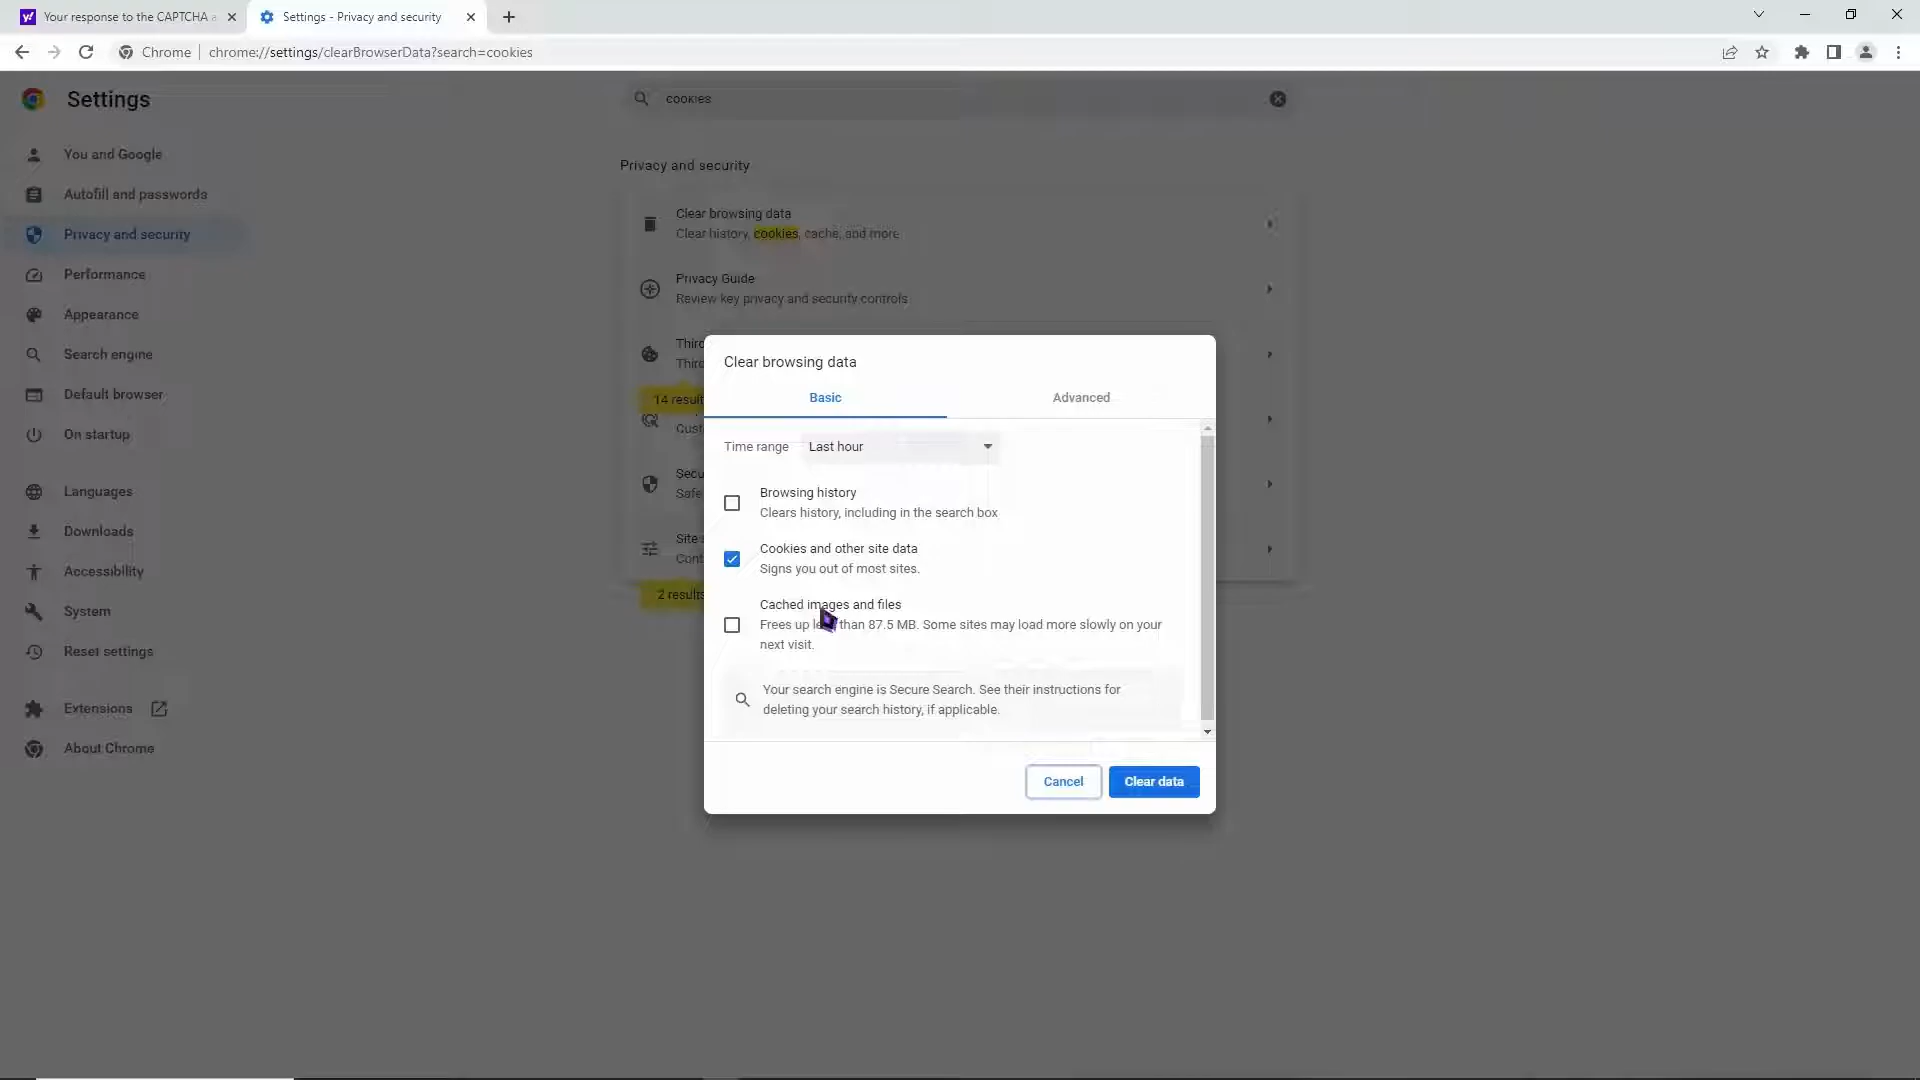 Your response to the CAPTCHA a
Settings - Privacy and security
Chrome
chrome://settings/clearBrowserData?search=cookies
Settings
cookies
You and Google
Autofill and passwords
Privacy and security
Performance
Appearance
Search engine
Default browser
On startup
Languages
Downloads
Accessibility
System
Reset settings
Extensions
About Chrome
Privacy and security
Clear browsing data
Clear history, cookies, cache, and more
Privacy Guide
Review key privacy and security controls
14 result
2 results
Clear browsing data
Basic
Advanced
Time range
Last hour
Browsing history
Clears history, including in the search box
Cookies and other site data
Signs you out of most sites.
Cached images and files
Frees up than 87.5 MB. Some sites may load more slowly on your
next visit.
Your search engine is Secure Search. See their instructions for
deleting your search history, if applicable.
Cancel
Clear data